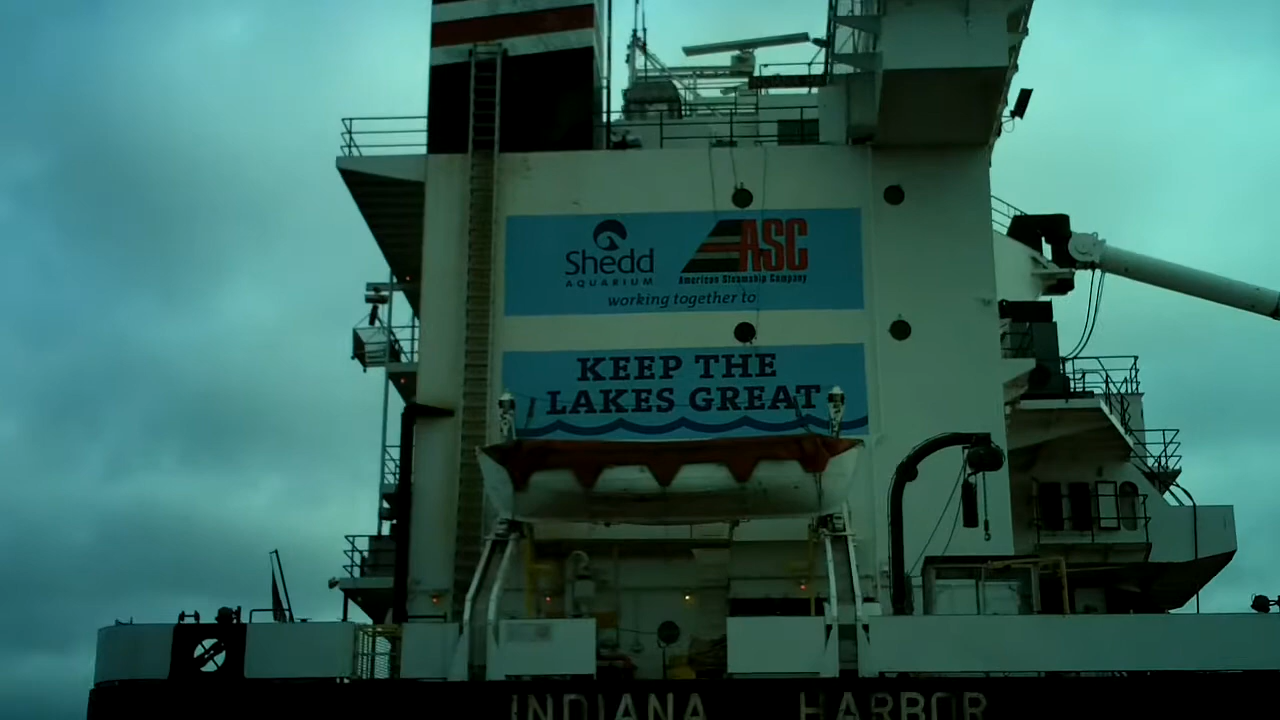 Shedd
AQUARIUM
ASC
American Steamship Company
working together to
KEEP THE
LAKES GREAT
INDIANA HARBOR